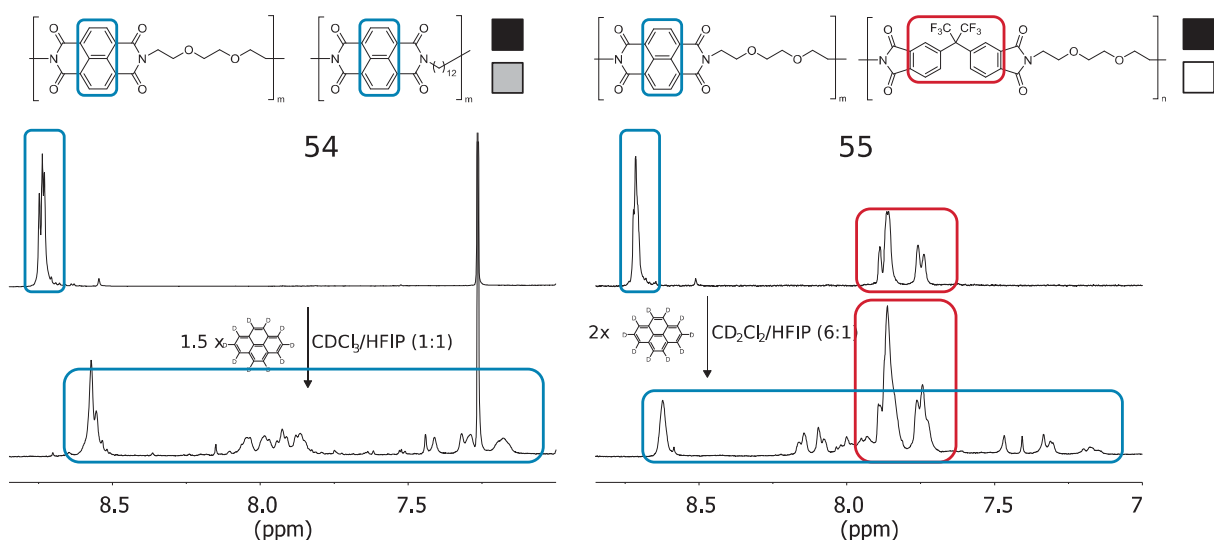 O O O O N N O O O O m
O O N N O O ( )12 m
O O O O N N O O O O m
F3C CF3 O O O O N N O O O O n
54
55
1.5 x D D D D D D D D D D CDCl3/HFIP (1:1)
2x D D D D D D D D D D CD2Cl2/HFIP (6:1)
8.5 8.0 7.5
(ppm)
8.5 8.0 7.5 7
(ppm)